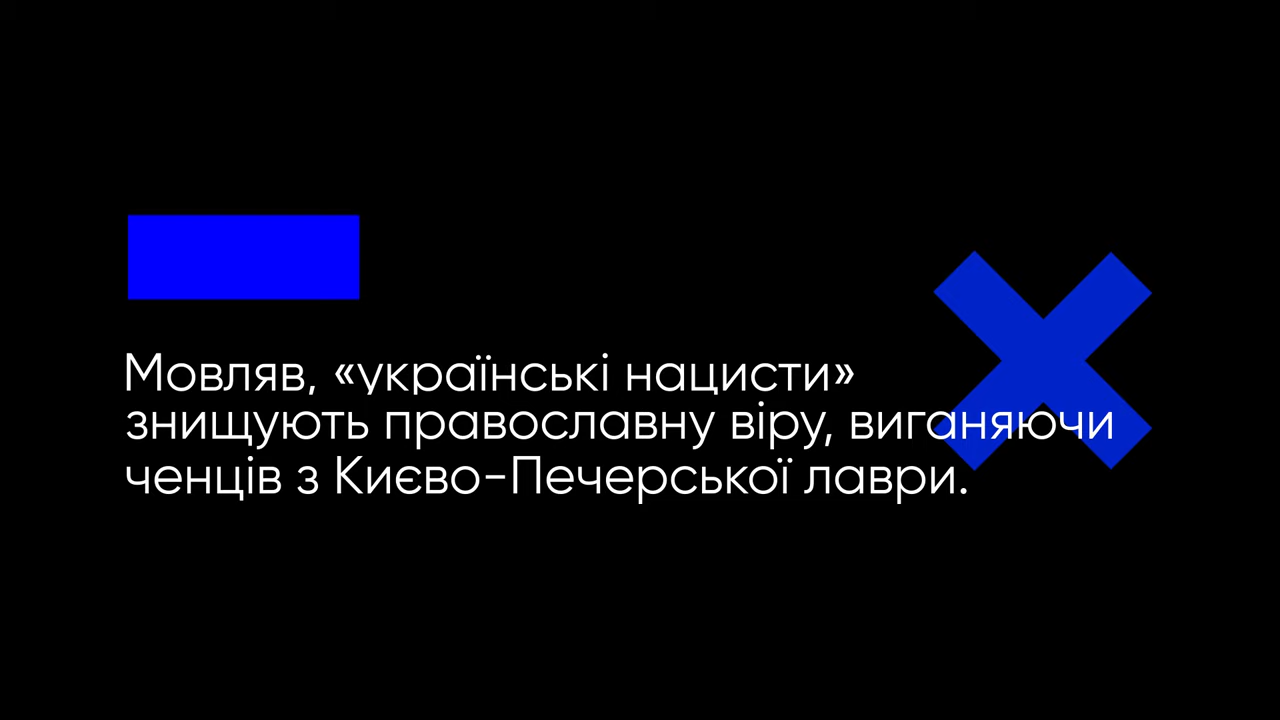 Мовляв, «українські нацисти»
знищують православну віру, виганяючи
ченців з Києво-Печерської лаври.